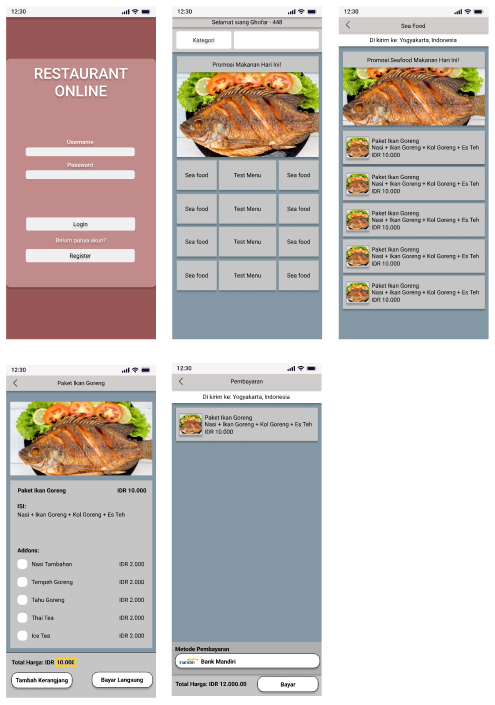 12:30
RESTAURANT
ONLINE
Username
Password
Login
Belum punya akun?
Register
12:30
Selamat siang Ghofar - 448
Kategori
Promosi Makanan Hari Ini!
Sea food Test Menu Sea food
Sea food Test Menu Sea food
Sea food Test Menu Sea food
Sea food Test Menu Sea food
12:30
Sea Food
Di kirim ke: Yogyakarta, Indonesia
Promosi Seafood Makanan Hari Ini!
Paket Ikan Goreng
Nasi + Ikan Goreng + Kol Goreng + Es Teh
IDR 10.000
Paket Ikan Goreng
Nasi + Ikan Goreng + Kol Goreng + Es Teh
IDR 10.000
Paket Ikan Goreng
Nasi + Ikan Goreng + Kol Goreng + Es Teh
IDR 10.000
Paket Ikan Goreng
Nasi + Ikan Goreng + Kol Goreng + Es Teh
IDR 10.000
Paket Ikan Goreng
Nasi + Ikan Goreng + Kol Goreng + Es Teh
IDR 10.000
12:30
Paket Ikan Goreng
Paket Ikan Goreng IDR 10.000
ISI:
Nasi + Ikan Goreng + Kol Goreng + Es Teh
Addons:
Nasi Tambahan IDR 2.000
Tempeh Goreng IDR 2.000
Tahu Goreng IDR 2.000
Thai Tea IDR 2.000
Ice Tea IDR 2.000
Total Harga: IDR 10.000
Tambah Kerangjang Bayar Langsung
12:30
Pembayaran
Di kirim ke: Yogyakarta, Indonesia
Paket Ikan Goreng
Nasi + Ikan Goreng + Kol Goreng + Es Teh
IDR 10.000
Metode Pembayaran
mandiri Bank Mandiri
Total Harga: IDR 12.000.00 Bayar